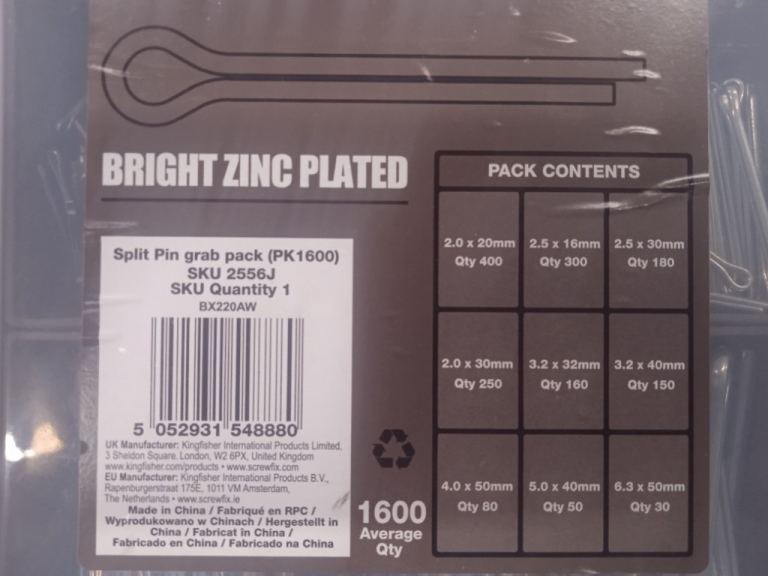 BRIGHT ZINC PLATED
Split Pin grab pack (PK1600)
SKU 2556J
SKU Quantity 1
BX220AW
5 052931 548880
UK Manufacturer: Kingfisher International Products Limited,
3 Sheldon Square, London, W2 6PX, United Kingdom
www.kingfisher.com/products • www.screwfix.com
EU Manufacturer: Kingfisher International Products B.V.,
Rapenburgerstraat 175E, 1011 VM Amsterdam,
The Netherlands • www.screwfix.ie
Made in China / Fabriqué en RPC /
Wyprodukowano w Chinach / Hergestellt in
China / Fabricat în China /
Fabricado en China / Fabricado na China
1600
Average
Qty
PACK CONTENTS
2.0 x 20mm 2.5 x 16mm 2.5 x 30mm
Qty 400 Qty 300 Qty 180
2.0 x 30mm 3.2 x 32mm 3.2 x 40mm
Qty 250 Qty 160 Qty 150
4.0 x 50mm 5.0 x 40mm 6.3 x 50mm
Qty 80 Qty 50 Qty 30